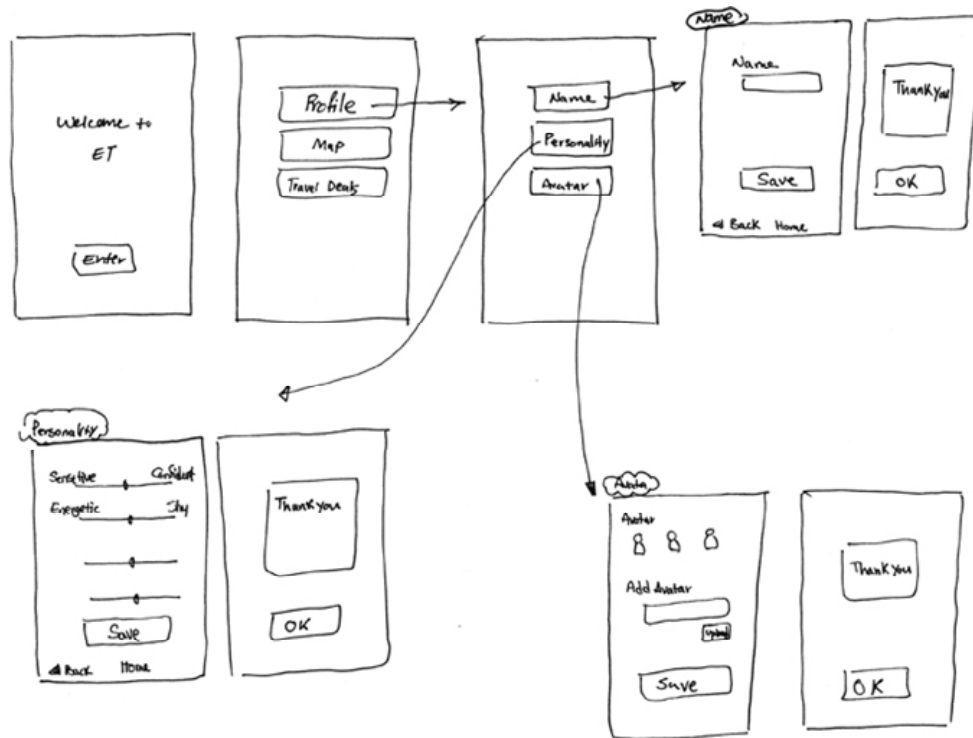 Welcome to
ET
Enter
Profile
Map
Travel Deals
Name
Personality
Avatar
Name
Name
Save
Back Home
Thank you
OK
Personality
Sensitive Confident
Energetic Shy
Save
Back Home
Thank you
OK
Avatar
Avatar
Add Avatar
Upload
Save
Thank you
OK